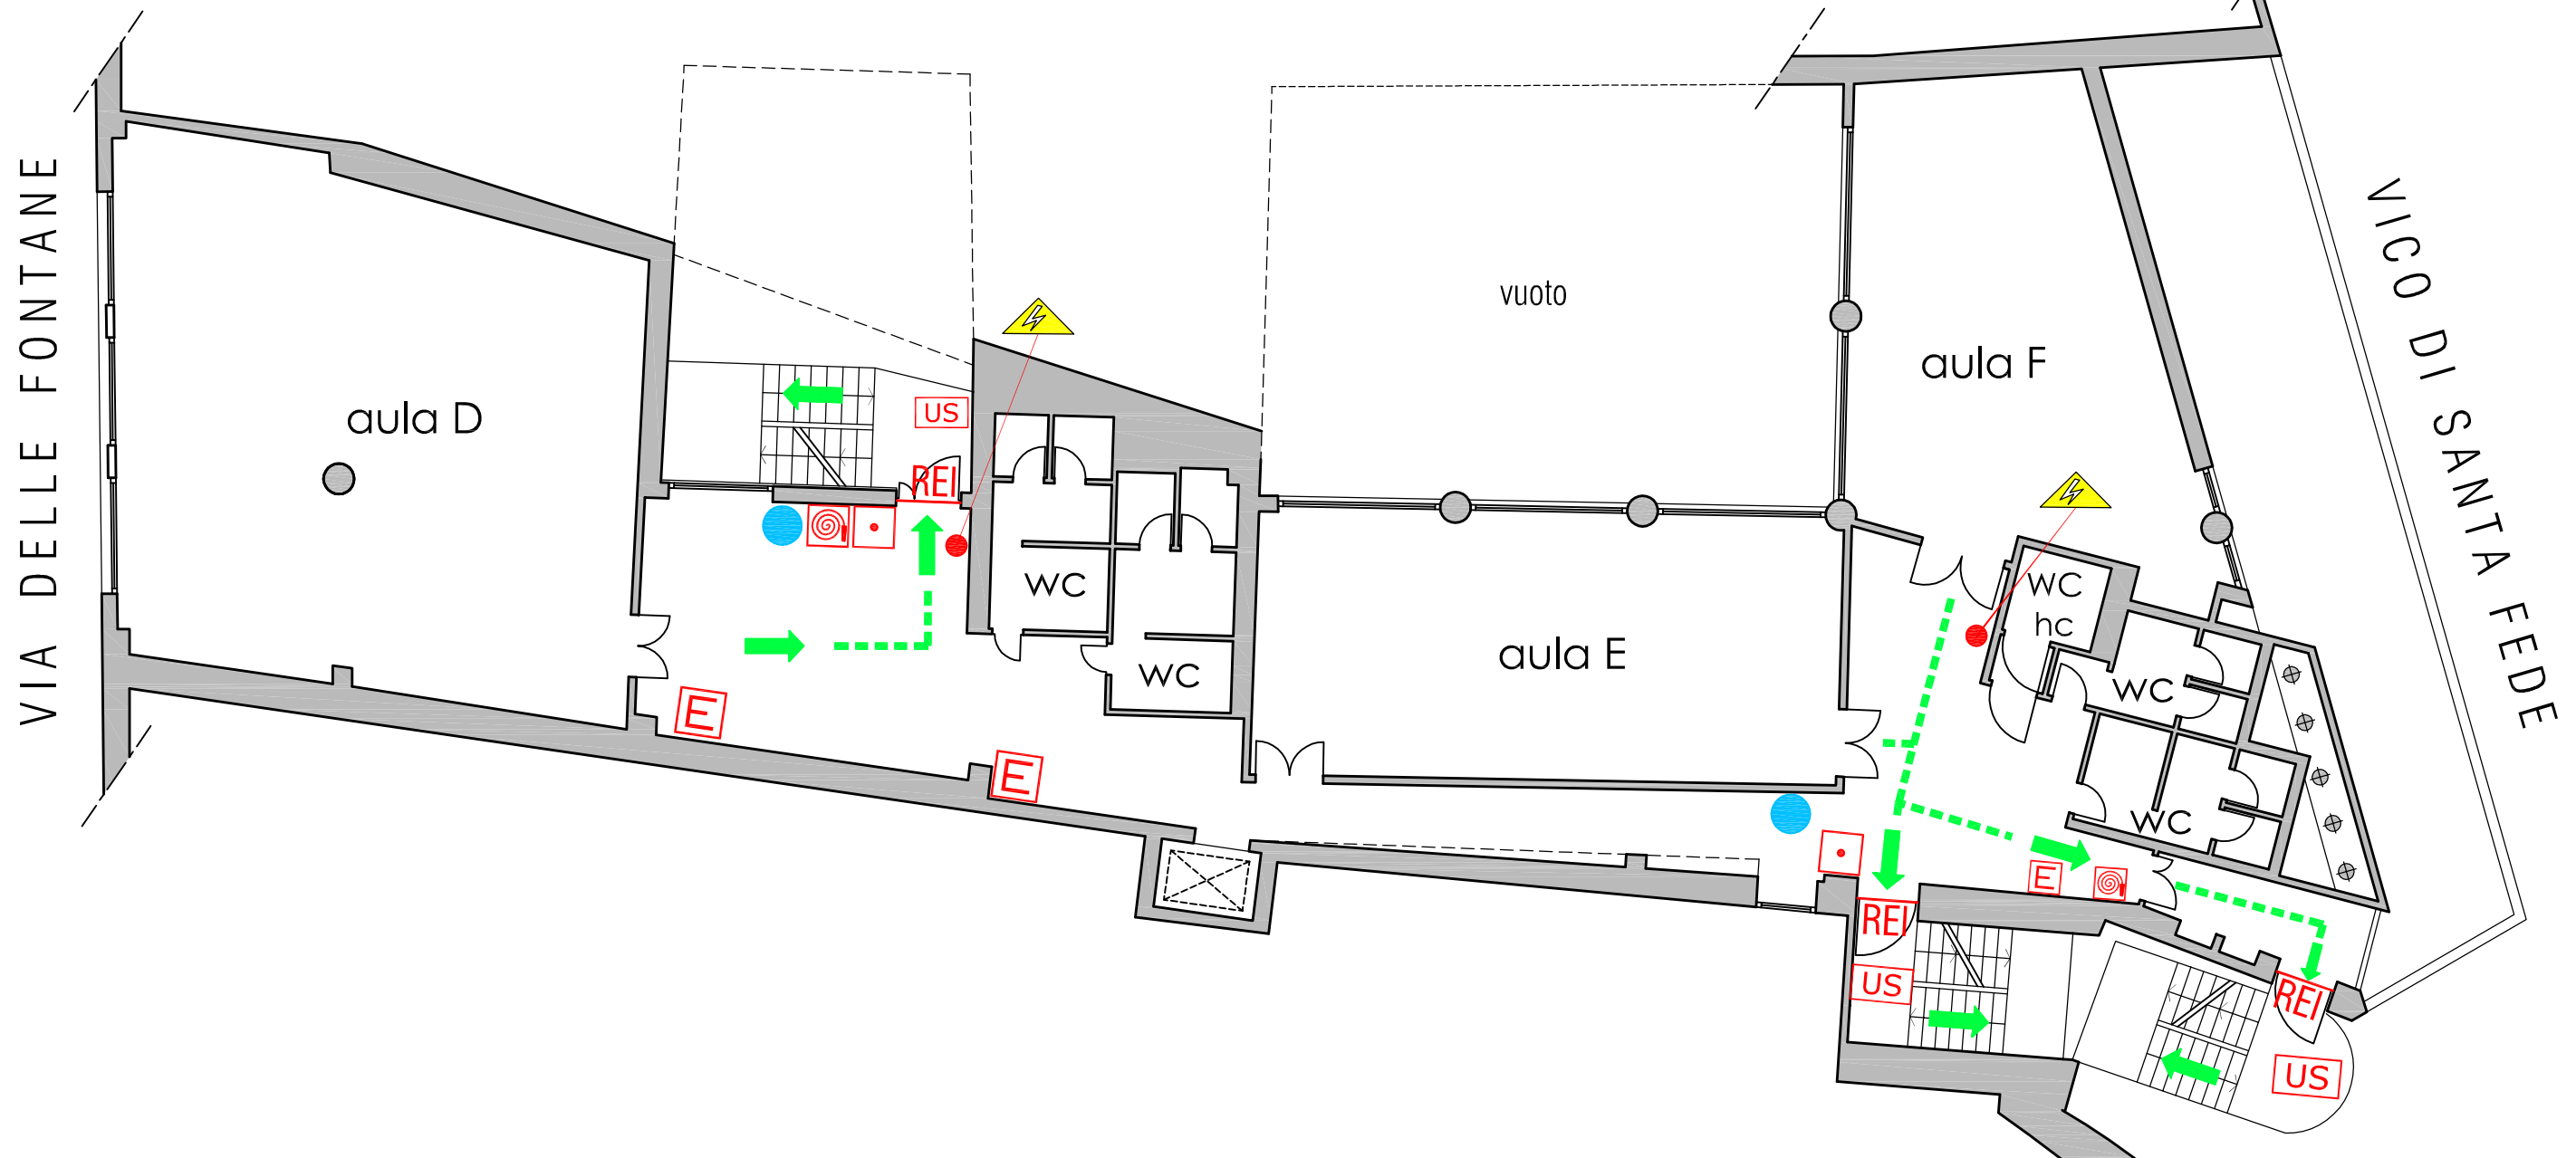 VIA DELLE FONTANE
aula D
US
REI
E
E
WC
WC
vuoto
aula E
aula F
WC
hc
WC
WC
E
REI
US
REI
US
VICO DI SANTA FEDE